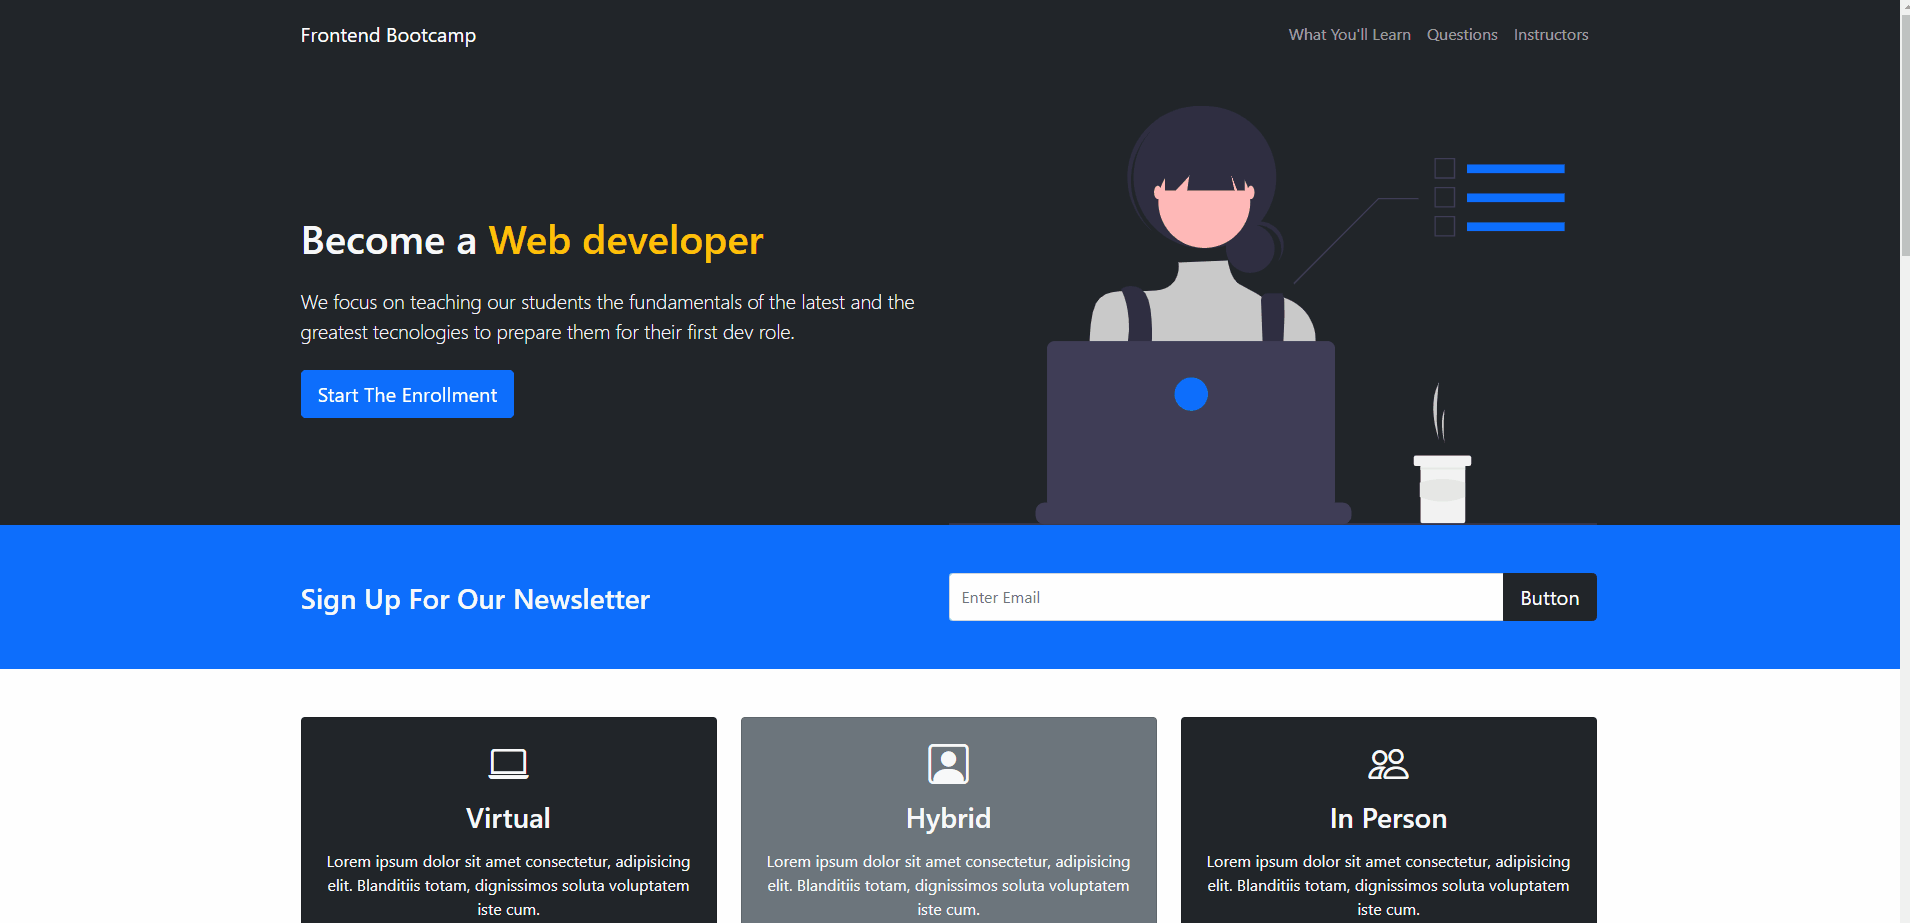 Frontend Bootcamp
What You'll Learn Questions Instructors
Become a Web developer
We focus on teaching our students the fundamentals of the latest and the
greatest tecnologies to prepare them for their first dev role.
Start The Enrollment
Sign Up For Our Newsletter
Enter Email
Button
Virtual
Lorem ipsum dolor sit amet consectetur, adipisicing
elit. Blanditiis totam, dignissimos soluta voluptatem
iste cum.
Hybrid
Lorem ipsum dolor sit amet consectetur, adipisicing
elit. Blanditiis totam, dignissimos soluta voluptatem
iste cum.
In Person
Lorem ipsum dolor sit amet consectetur, adipisicing
elit. Blanditiis totam, dignissimos soluta voluptatem
iste cum.